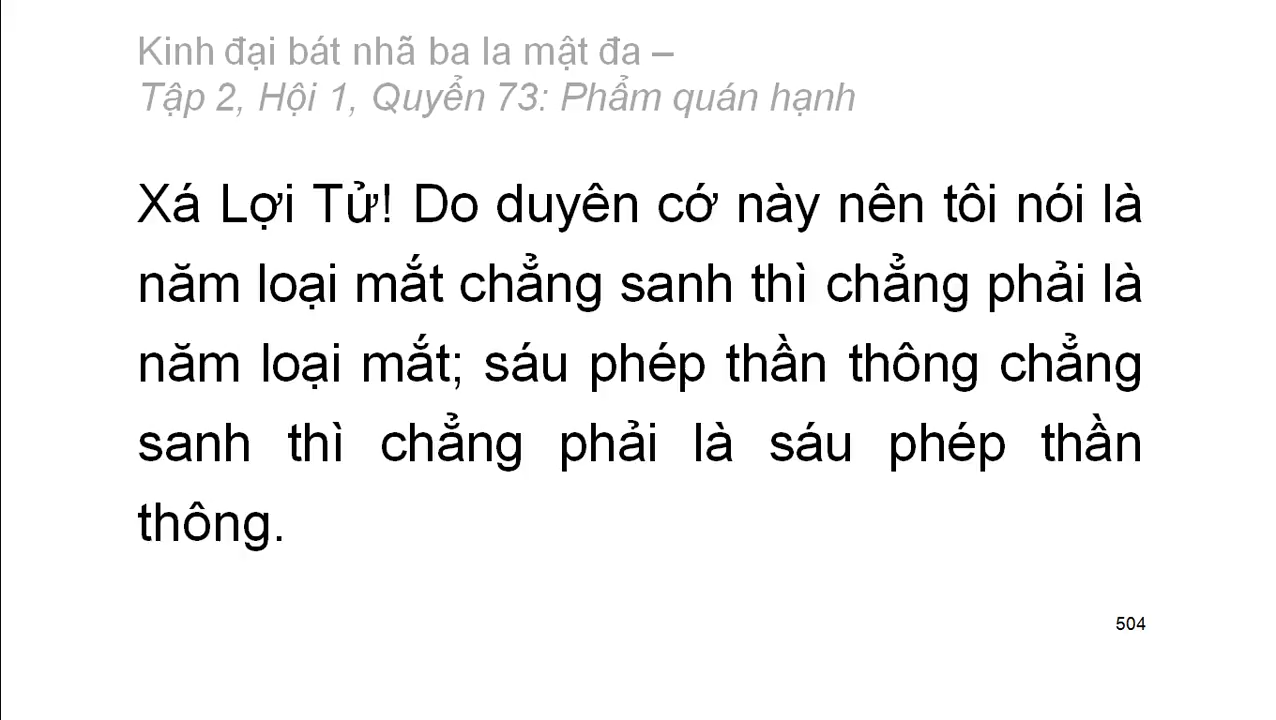 Kinh đại bát nhã ba la mật đa –
Tập 2, Hội 1, Quyển 73: Phẩm quán hạnh
Xá Lợi Tử! Do duyên cớ này nên tôi nói là
năm loại mắt chẳng sanh thì chẳng phải là
năm loại mắt; sáu phép thần thông chẳng
sanh thì chẳng phải là sáu phép thần
thông.
504